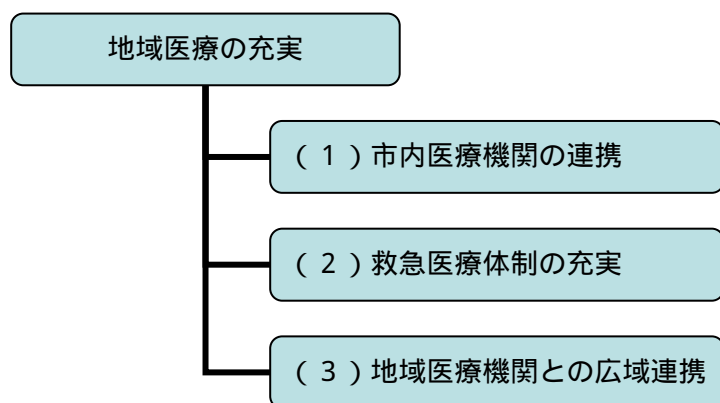 地域医療の充実
（１）市内医療機関の連携
（２）救急医療体制の充実
（３）地域医療機関との広域連携